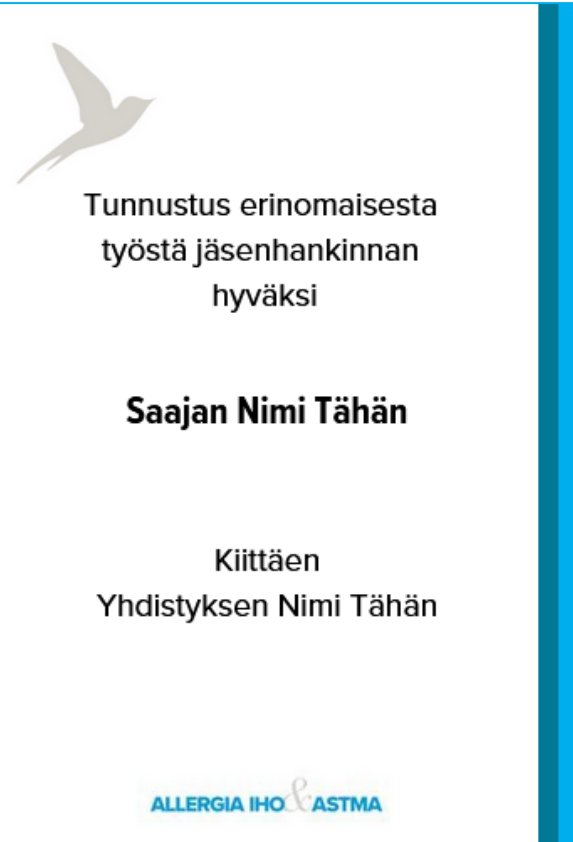 Tunnustus erinomaisesta
työstä jäsenhankinnan
hyväksi
Saajan Nimi Tähän
Kiittäen
Yhdistyksen Nimi Tähän
ALLERGIA IHO & ASTMA